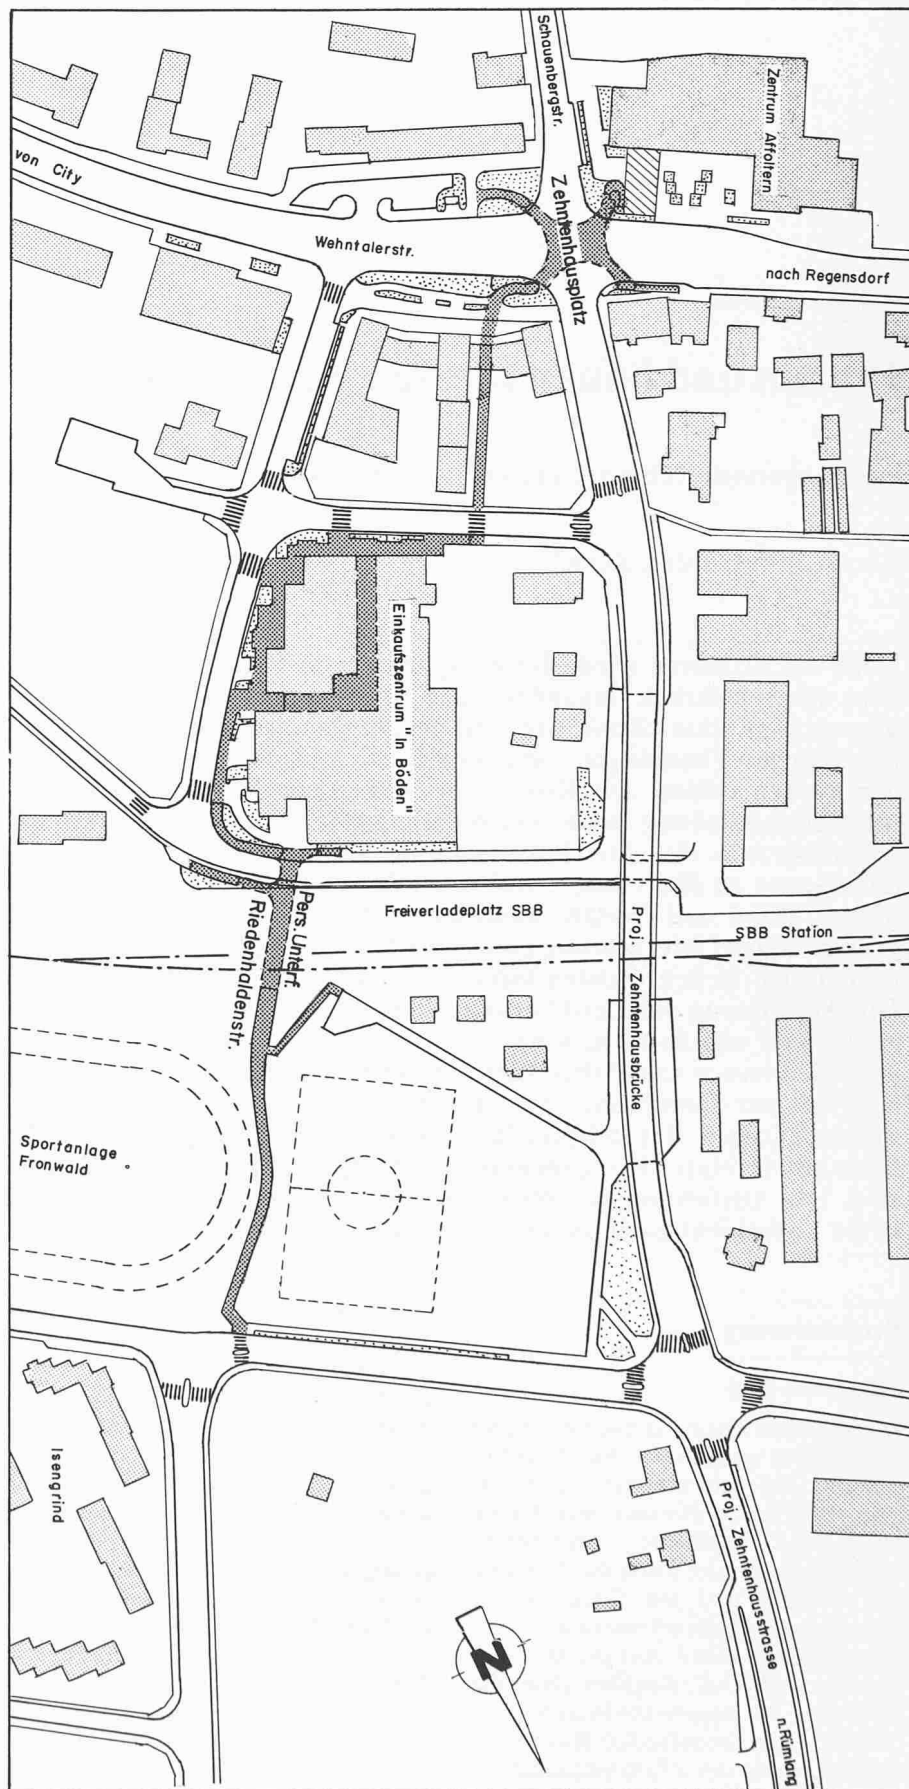 Schauenbergstr.
Zentrum Affoltern
von City
Zehntenhausplatz
Wehntalerstr.
nach Regensdorf
Einkaufszentrum "In Böden"
Freiverladeplatz SBB
SBB Station
Pers. Unterf.
Riedenhaldenstr.
Proj. Zehntenhausbrücke
Sportanlage
Fronwald
Isengrind
Proj. Zehntenhausstrasse
n. Rümlang
N